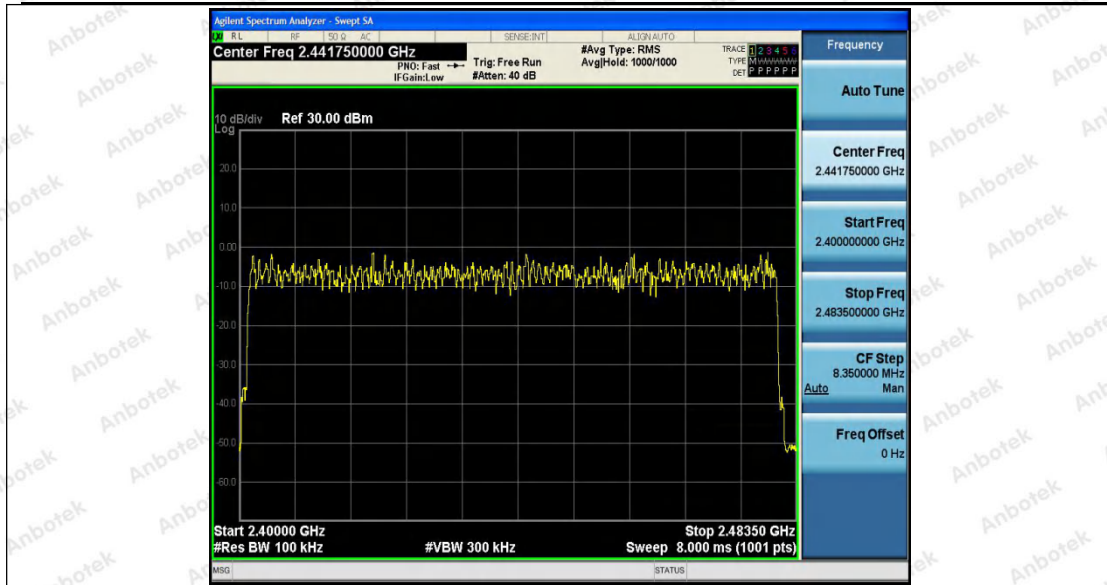 Agilent Spectrum Analyzer - Swept SA
RL RF 50 Ω AC SENSE:INT ALIGNAUTO
Center Freq 2.441750000 GHz
PNO: Fast
IFGain:Low
Trig: Free Run
#Atten: 40 dB
#Avg Type: RMS
Avg|Hold: 1000/1000
TRACE 1 2 3 4 5 6
TYPE M
DET P P P P P P
Frequency
Auto Tune
Center Freq
2.441750000 GHz
Start Freq
2.400000000 GHz
Stop Freq
2.483500000 GHz
CF Step
8.350000 MHz
Auto Man
Freq Offset
0 Hz
10 dB/div Ref 30.00 dBm
Log
20.0
10.0
0.00
-10.0
-20.0
-30.0
-40.0
-50.0
-60.0
Start 2.40000 GHz Stop 2.48350 GHz
#Res BW 100 kHz #VBW 300 kHz Sweep 8.000 ms (1001 pts)
MSG STATUS
Anbotek